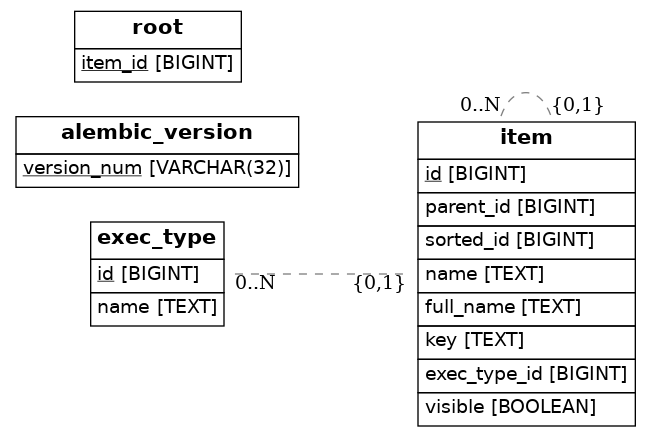 root
item_id [BIGINT]
alembic_version
version_num [VARCHAR(32)]
exec_type
id [BIGINT]
name [TEXT]
0..N
{0,1}
0..N
{0,1}
item
id [BIGINT]
parent_id [BIGINT]
sorted_id [BIGINT]
name [TEXT]
full_name [TEXT]
key [TEXT]
exec_type_id [BIGINT]
visible [BOOLEAN]